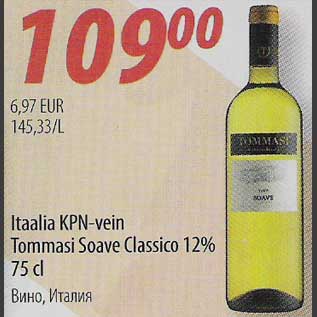 109⁰⁰
6,97 EUR
145,33/L
TOMMASI
SOAVE
Itaalia KPN-vein
Tommasi Soave Classico 12%
75 cl
Вино, Италия